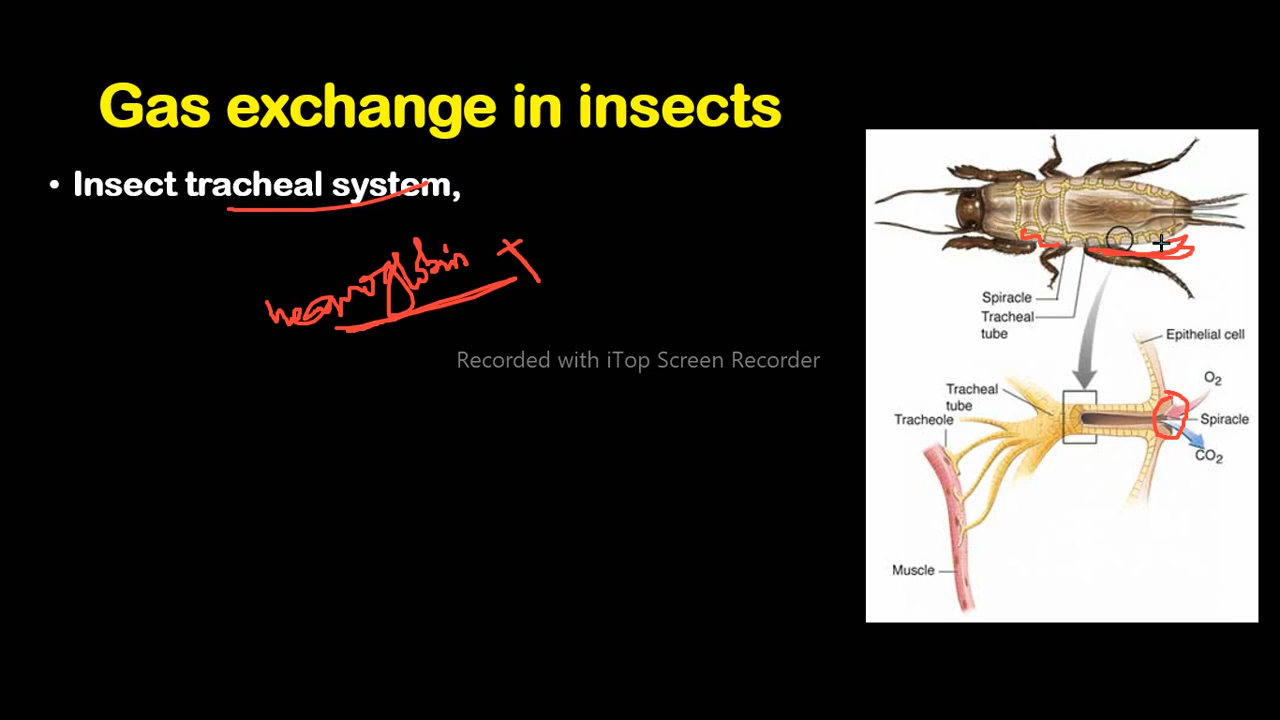 Gas exchange in insects
• Insect tracheal system,
heamoglobin
Recorded with iTop Screen Recorder
Spiracle
Tracheal
tube
Epithelial cell
O₂
Tracheal
tube
Tracheole
Spiracle
CO₂
Muscle